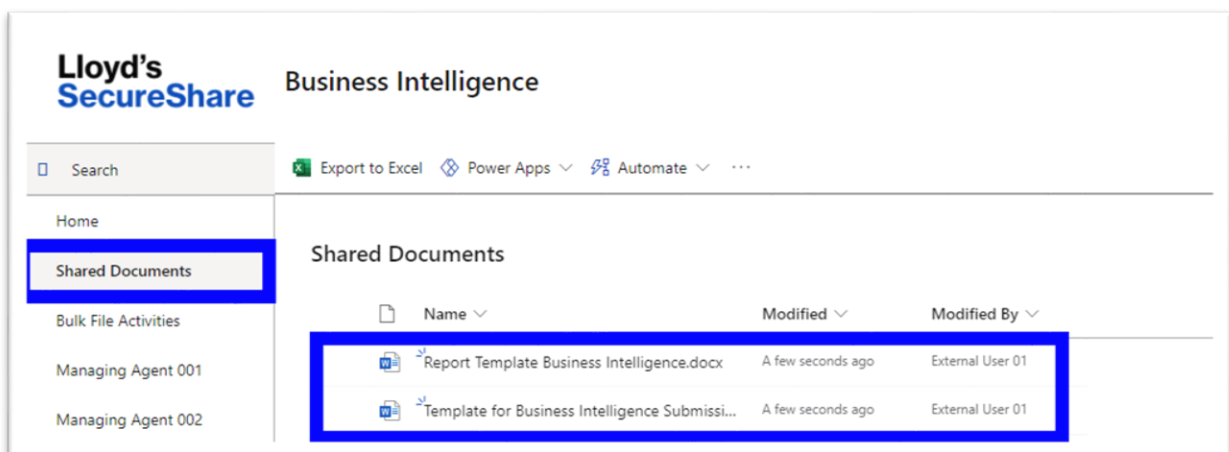 Lloyd's
SecureShare
Business Intelligence
Search
Export to Excel Power Apps Automate ...
Home
Shared Documents
Bulk File Activities
Managing Agent 001
Managing Agent 002
Shared Documents
Name Modified Modified By
Report Template Business Intelligence.docx A few seconds ago External User 01
Template for Business Intelligence Submissi... A few seconds ago External User 01